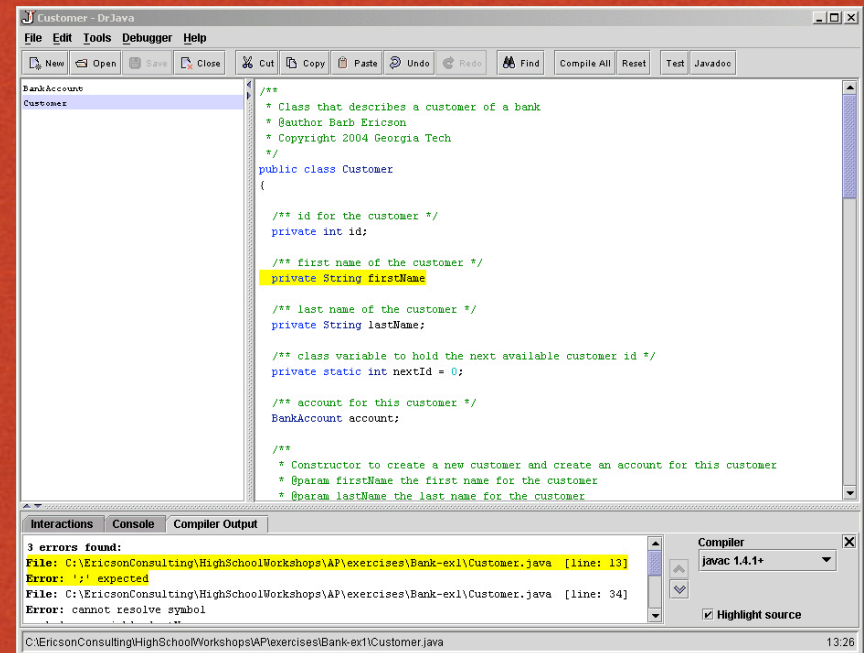 Customer - DrJava
File Edit Tools Debugger Help
New Open Save Close Cut Copy Paste Undo Redo Find Compile All Reset Test Javadoc
BankAccount
Customer
/**
* Class that describes a customer of a bank
* @author Barb Ericson
* Copyright 2004 Georgia Tech
*/
public class Customer
{
/** id for the customer */
private int id;
/** first name of the customer */
private String firstName
/** last name of the customer */
private String lastName;
/** class variable to hold the next available customer id */
private static int nextId = 0;
/** account for this customer */
BankAccount account;
/**
* Constructor to create a new customer and create an account for this customer
* @param firstName the first name for the customer
* @param lastName the last name for the customer
Interactions Console Compiler Output
3 errors found:
File: C:\EricsonConsulting\HighSchoolWorkshops\AP\exercises\Bank-ex1\Customer.java [line: 13]
Error: ';' expected
File: C:\EricsonConsulting\HighSchoolWorkshops\AP\exercises\Bank-ex1\Customer.java [line: 34]
Error: cannot resolve symbol
Compiler
javac 1.4.1+
Highlight source
C:\EricsonConsulting\HighSchoolWorkshops\AP\exercises\Bank-ex1\Customer.java 13:26